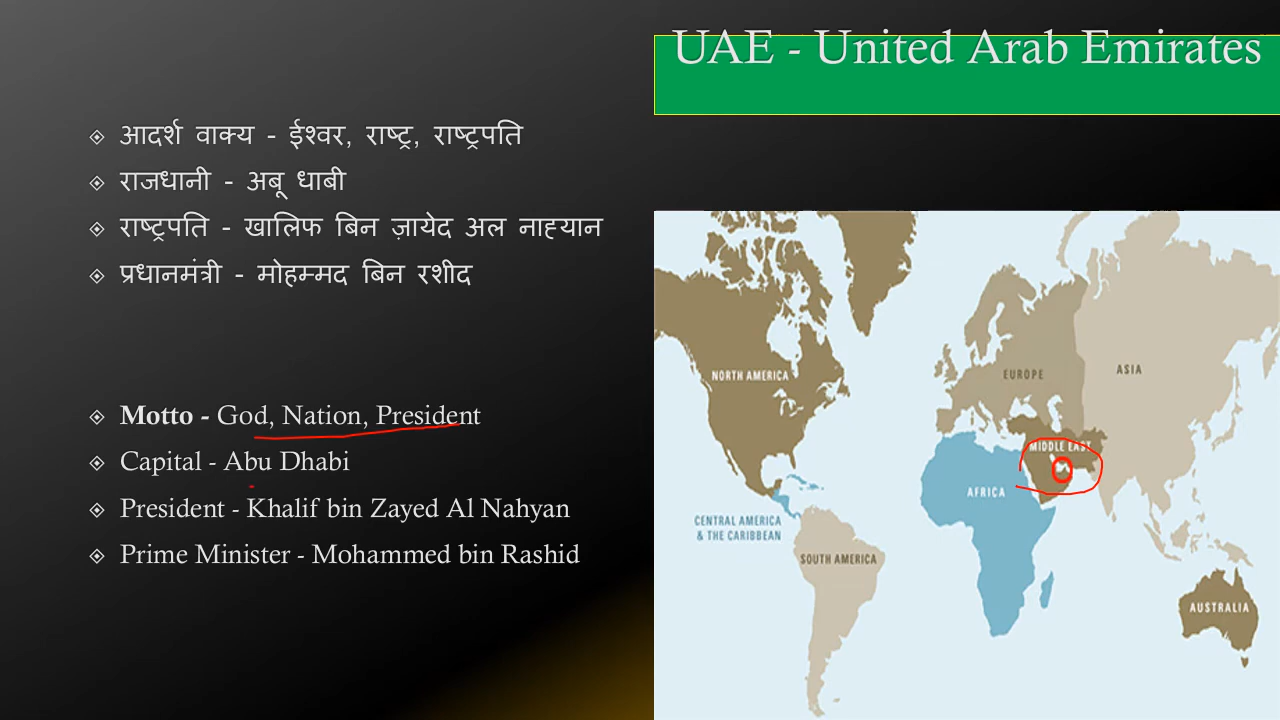 UAE - United Arab Emirates
आदर्श वाक्य - ईश्वर, राष्ट्र, राष्ट्रपति
राजधानी - अबू धाबी
राष्ट्रपति - खालिफ बिन ज़ायेद अल नाह्यान
प्रधानमंत्री - मोहम्मद बिन रशीद
Motto - God, Nation, President
Capital - Abu Dhabi
President - Khalif bin Zayed Al Nahyan
Prime Minister - Mohammed bin Rashid
NORTH AMERICA
EUROPE
ASIA
MIDDLE EAST
AFRICA
CENTRAL AMERICA
& THE CARIBBEAN
SOUTH AMERICA
AUSTRALIA